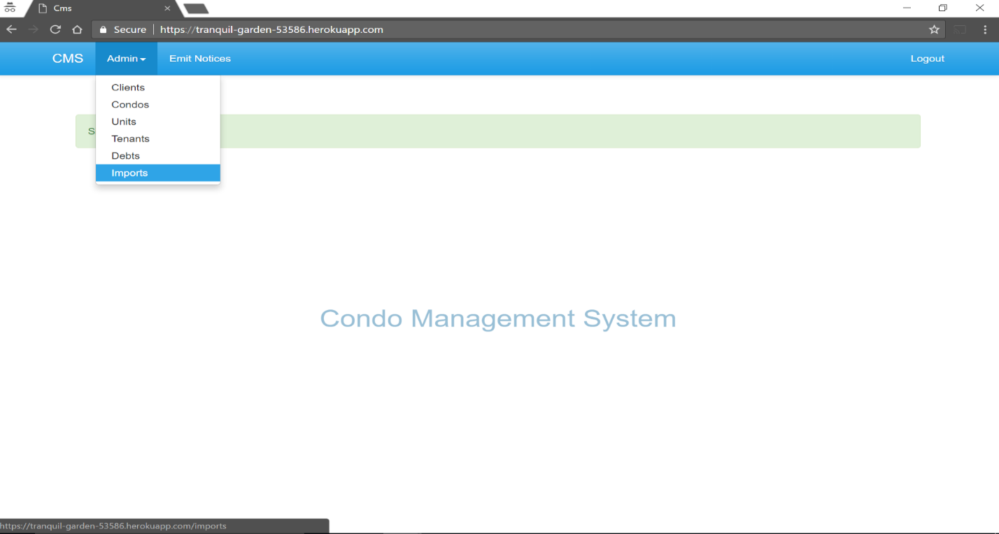 Cms
Secure https://tranquil-garden-53586.herokuapp.com
CMS Admin Emit Notices Logout
Clients
Condos
Units
S
Tenants
Debts
Imports
Condo Management System
https://tranquil-garden-53586.herokuapp.com/imports